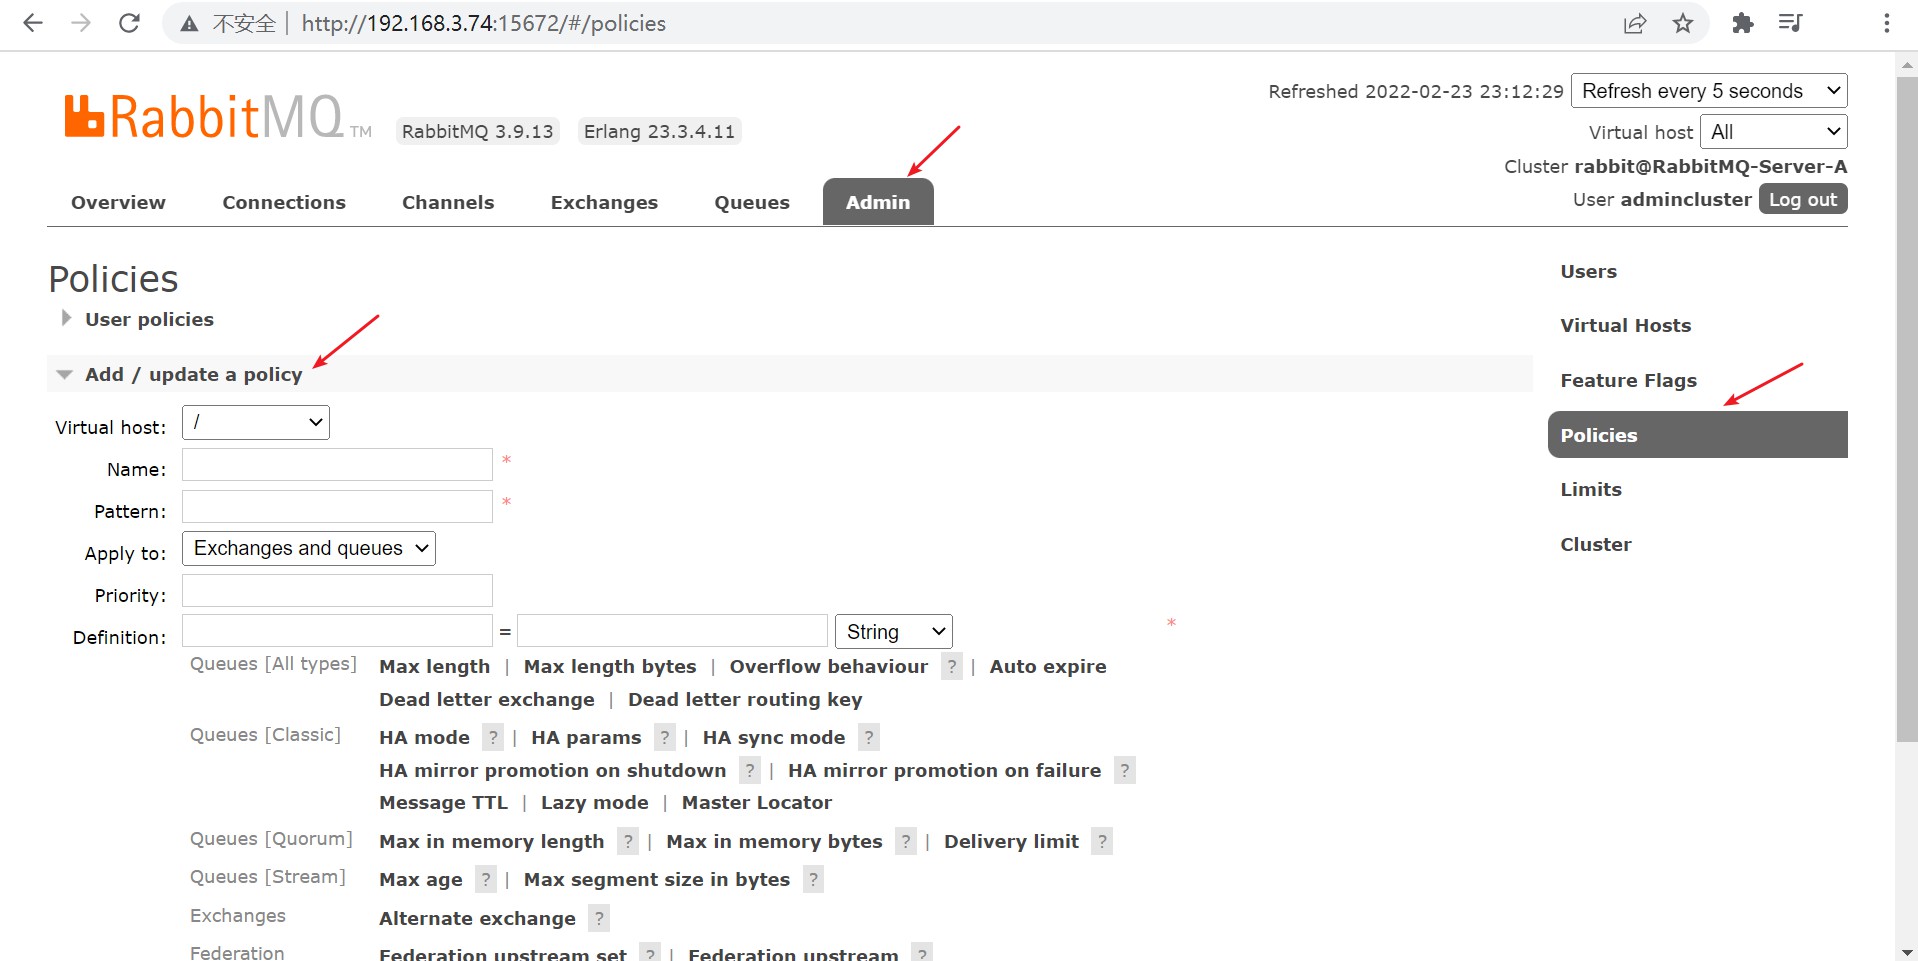 不安全 | http://192.168.3.74:15672/#/policies
Refreshed 2022-02-23 23:12:29 Refresh every 5 seconds
RabbitMQ TM RabbitMQ 3.9.13 Erlang 23.3.4.11
Virtual host All
Cluster rabbit@RabbitMQ-Server-A
User admincluster Log out
Overview Connections Channels Exchanges Queues Admin
Policies
User policies
Add / update a policy
Virtual host: /
Name: *
Pattern: *
Apply to: Exchanges and queues
Priority:
Definition: = String *
Queues [All types] Max length | Max length bytes | Overflow behaviour ? | Auto expire
Dead letter exchange | Dead letter routing key
Queues [Classic] HA mode ? | HA params ? | HA sync mode ?
HA mirror promotion on shutdown ? | HA mirror promotion on failure ?
Message TTL | Lazy mode | Master Locator
Queues [Quorum] Max in memory length ? | Max in memory bytes ? | Delivery limit ?
Queues [Stream] Max age ? | Max segment size in bytes ?
Exchanges Alternate exchange ?
Federation Federation upstream set ? | Federation upstream ?
Users
Virtual Hosts
Feature Flags
Policies
Limits
Cluster